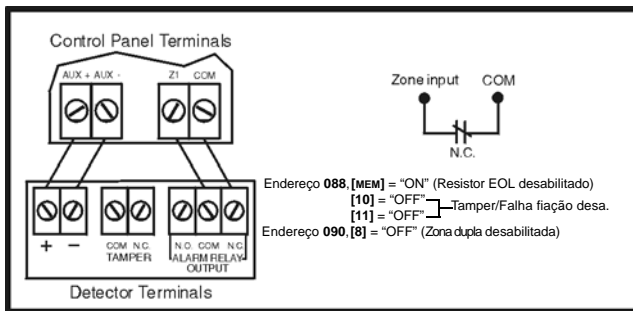 Control Panel Terminals
AUX + AUX - Z1 COM
Zone input COM
N.C.
Endereço 088, [MEM] = “ON” (Resistor EOL desabilitado)
[10] = “OFF”
Tamper/Falha fiação desa.
[11] = “OFF”
Endereço 090, [8] = “OFF” (Zona dupla desabilitada)
+ - COM N.C. N.O. COM N.C.
TAMPER ALARM RELAY
OUTPUT
Detector Terminals